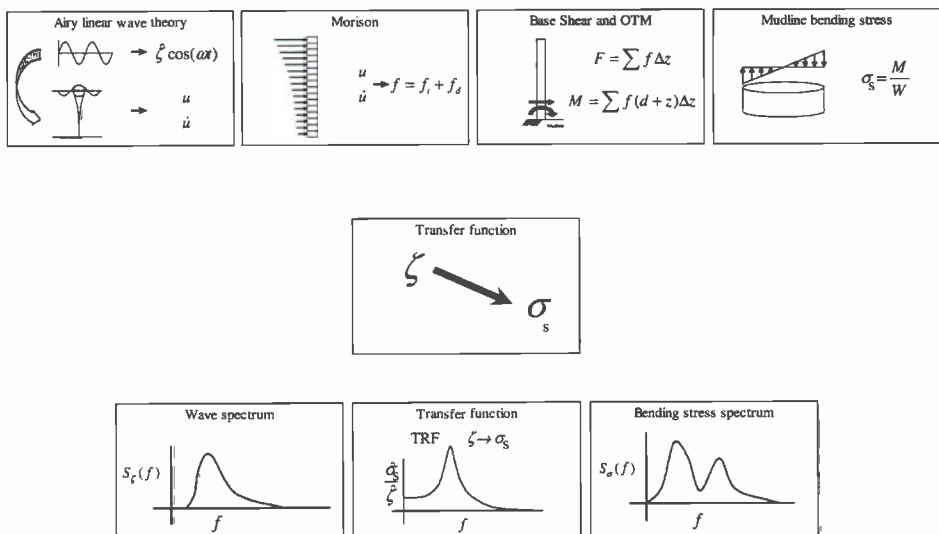 Airy linear wave theory
ζ̂ cos(ωt)
u
u̇
Morison
u
u̇
f = f_i + f_d
Base Shear and OTM
F = ∑ f Δz
M = ∑ f (d + z)Δz
Mudline bending stress
σ_S = M/W
Transfer function
ζ
σ_s
Wave spectrum
S_ζ(f)
f
Transfer function
TRF ζ → σ_S
σ̂_S/ζ̂
f
Bending stress spectrum
S_σ(f)
f